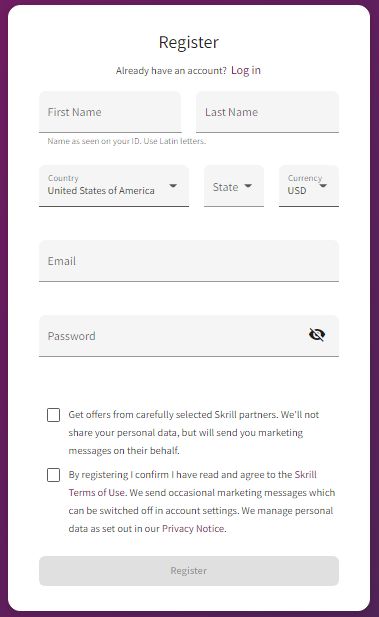 Register
Already have an account? Log in
First Name
Last Name
Name as seen on your ID. Use Latin letters.
Country
United States of America
State
Currency
USD
Email
Password
Get offers from carefully selected Skrill partners. We'll not
share your personal data, but will send you marketing
messages on their behalf.
By registering I confirm I have read and agree to the Skrill
Terms of Use. We send occasional marketing messages which
can be switched off in account settings. We manage personal
data as set out in our Privacy Notice.
Register